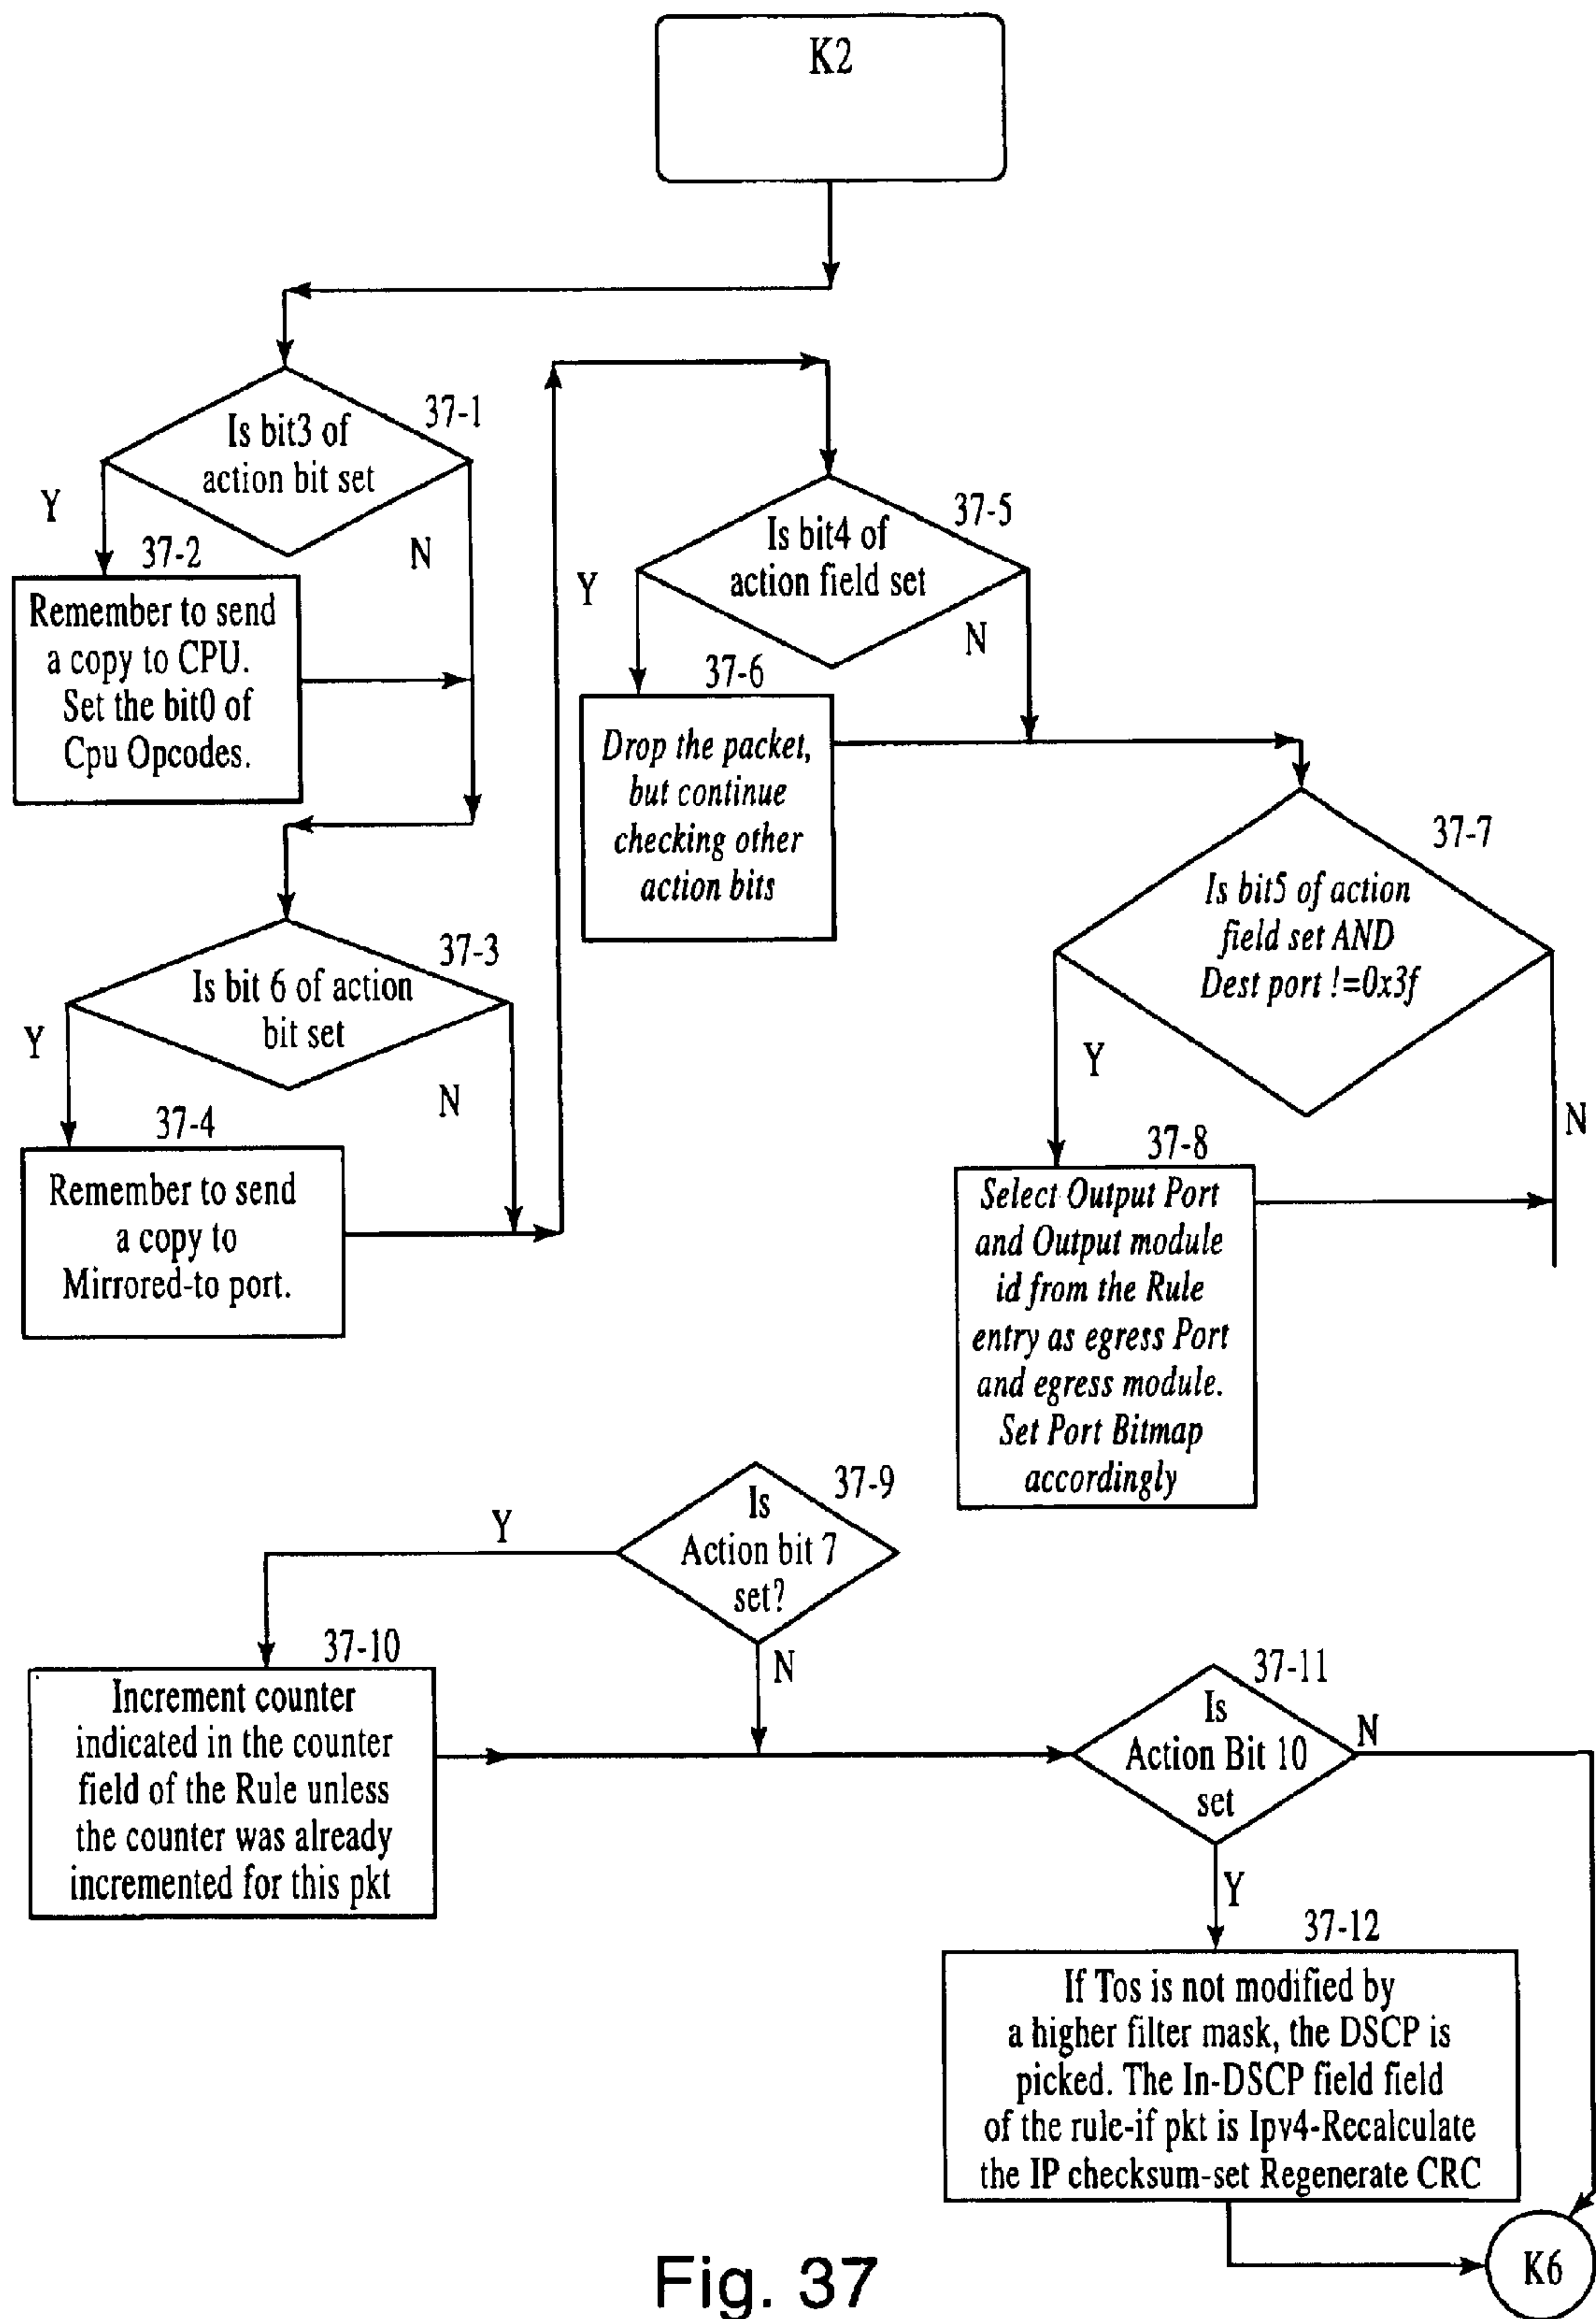 K2
37-1
Is bit3 of
action bit set
Y
N
37-2
Remember to send
a copy to CPU.
Set the bit0 of
Cpu Opcodes.
37-3
Is bit 6 of action
bit set
Y
N
37-4
Remember to send
a copy to
Mirrored-to port.
37-5
Is bit4 of
action field set
Y
N
37-6
Drop the packet,
but continue
checking other
action bits
37-7
Is bit5 of action
field set AND
Dest port !=0x3f
Y
N
37-8
Select Output Port
and Output module
id from the Rule
entry as egress Port
and egress module.
Set Port Bitmap
accordingly
37-9
Is
Action bit 7
set?
Y
N
37-10
Increment counter
indicated in the counter
field of the Rule unless
the counter was already
incremented for this pkt
37-11
Is
Action Bit 10
set
N
Y
37-12
If Tos is not modified by
a higher filter mask, the DSCP is
picked. The In-DSCP field field
of the rule-if pkt is Ipv4-Recalculate
the IP checksum-set Regenerate CRC
K6
Fig. 37